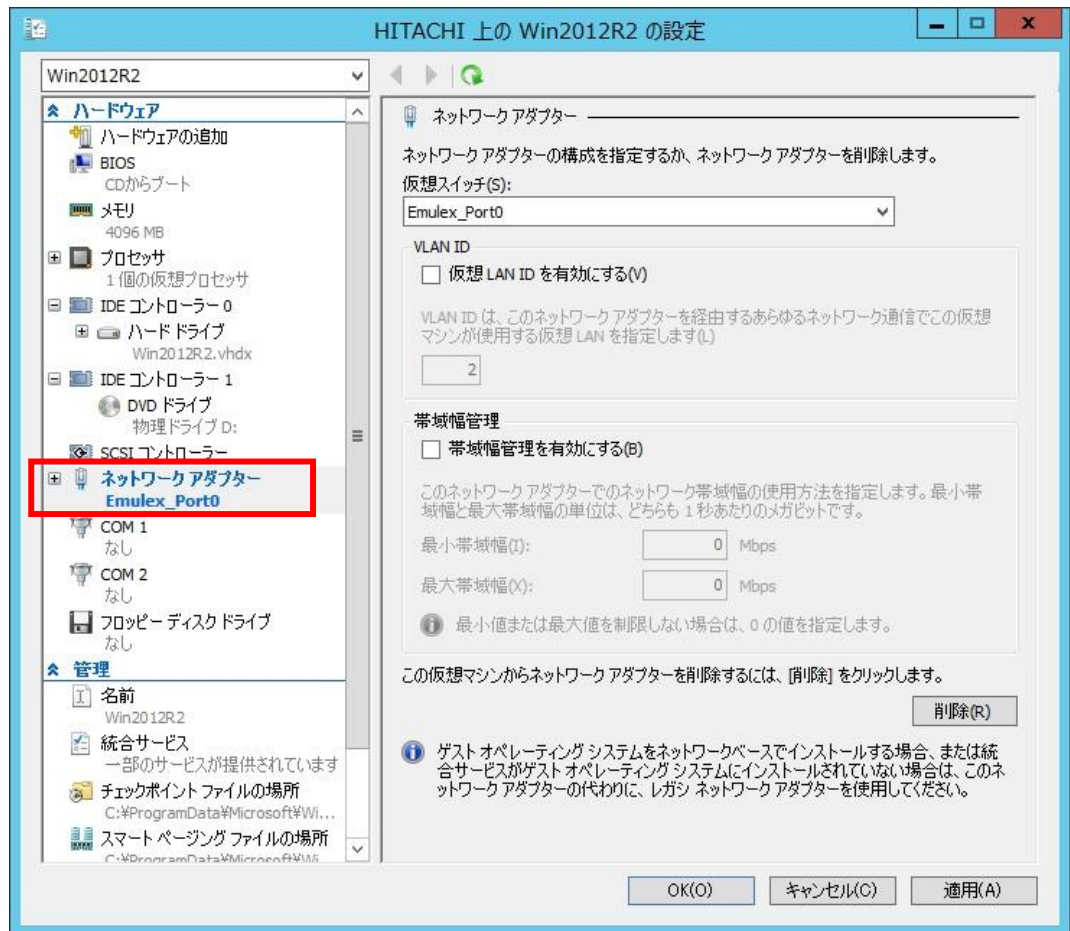 HITACHI 上の Win2012R2 の設定
Win2012R2
ハードウェア
ハードウェアの追加
BIOS
CDからブート
メモリ
4096 MB
プロセッサ
1 個の仮想プロセッサ
IDE コントローラー 0
ハード ドライブ
Win2012R2.vhdx
IDE コントローラー 1
DVD ドライブ
物理ドライブ D:
SCSI コントローラー
ネットワーク アダプター
Emulex_Port0
COM 1
なし
COM 2
なし
フロッピー ディスク ドライブ
なし
管理
名前
Win2012R2
統合サービス
一部のサービスが提供されています
チェックポイント ファイルの場所
C:¥ProgramData¥Microsoft¥Wi...
スマート ページング ファイルの場所
C:¥ProgramData¥Microsoft¥Wi
ネットワーク アダプター
ネットワーク アダプターの構成を指定するか、ネットワーク アダプターを削除します。
仮想スイッチ(S):
Emulex_Port0
VLAN ID
仮想 LAN ID を有効にする(V)
VLAN ID は、このネットワーク アダプターを経由するあらゆるネットワーク通信でこの仮想
マシンが使用する仮想 LAN を指定します(L)
2
帯域幅管理
帯域幅管理を有効にする(B)
このネットワーク アダプターでのネットワーク帯域幅の使用方法を指定します。最小帯
域幅と最大帯域幅の単位は、どちらも 1 秒あたりのメガビットです。
最小帯域幅(I):
0 Mbps
最大帯域幅(X):
0 Mbps
最小値または最大値を制限しない場合は、0 の値を指定します。
この仮想マシンからネットワーク アダプターを削除するには、[削除] をクリックします。
削除(R)
ゲスト オペレーティング システムをネットワークベースでインストールする場合、または統
合サービスがゲスト オペレーティング システムにインストールされていない場合は、このネ
ットワーク アダプターの代わりに、レガシ ネットワーク アダプターを使用してください。
OK(O)
キャンセル(C)
適用(A)